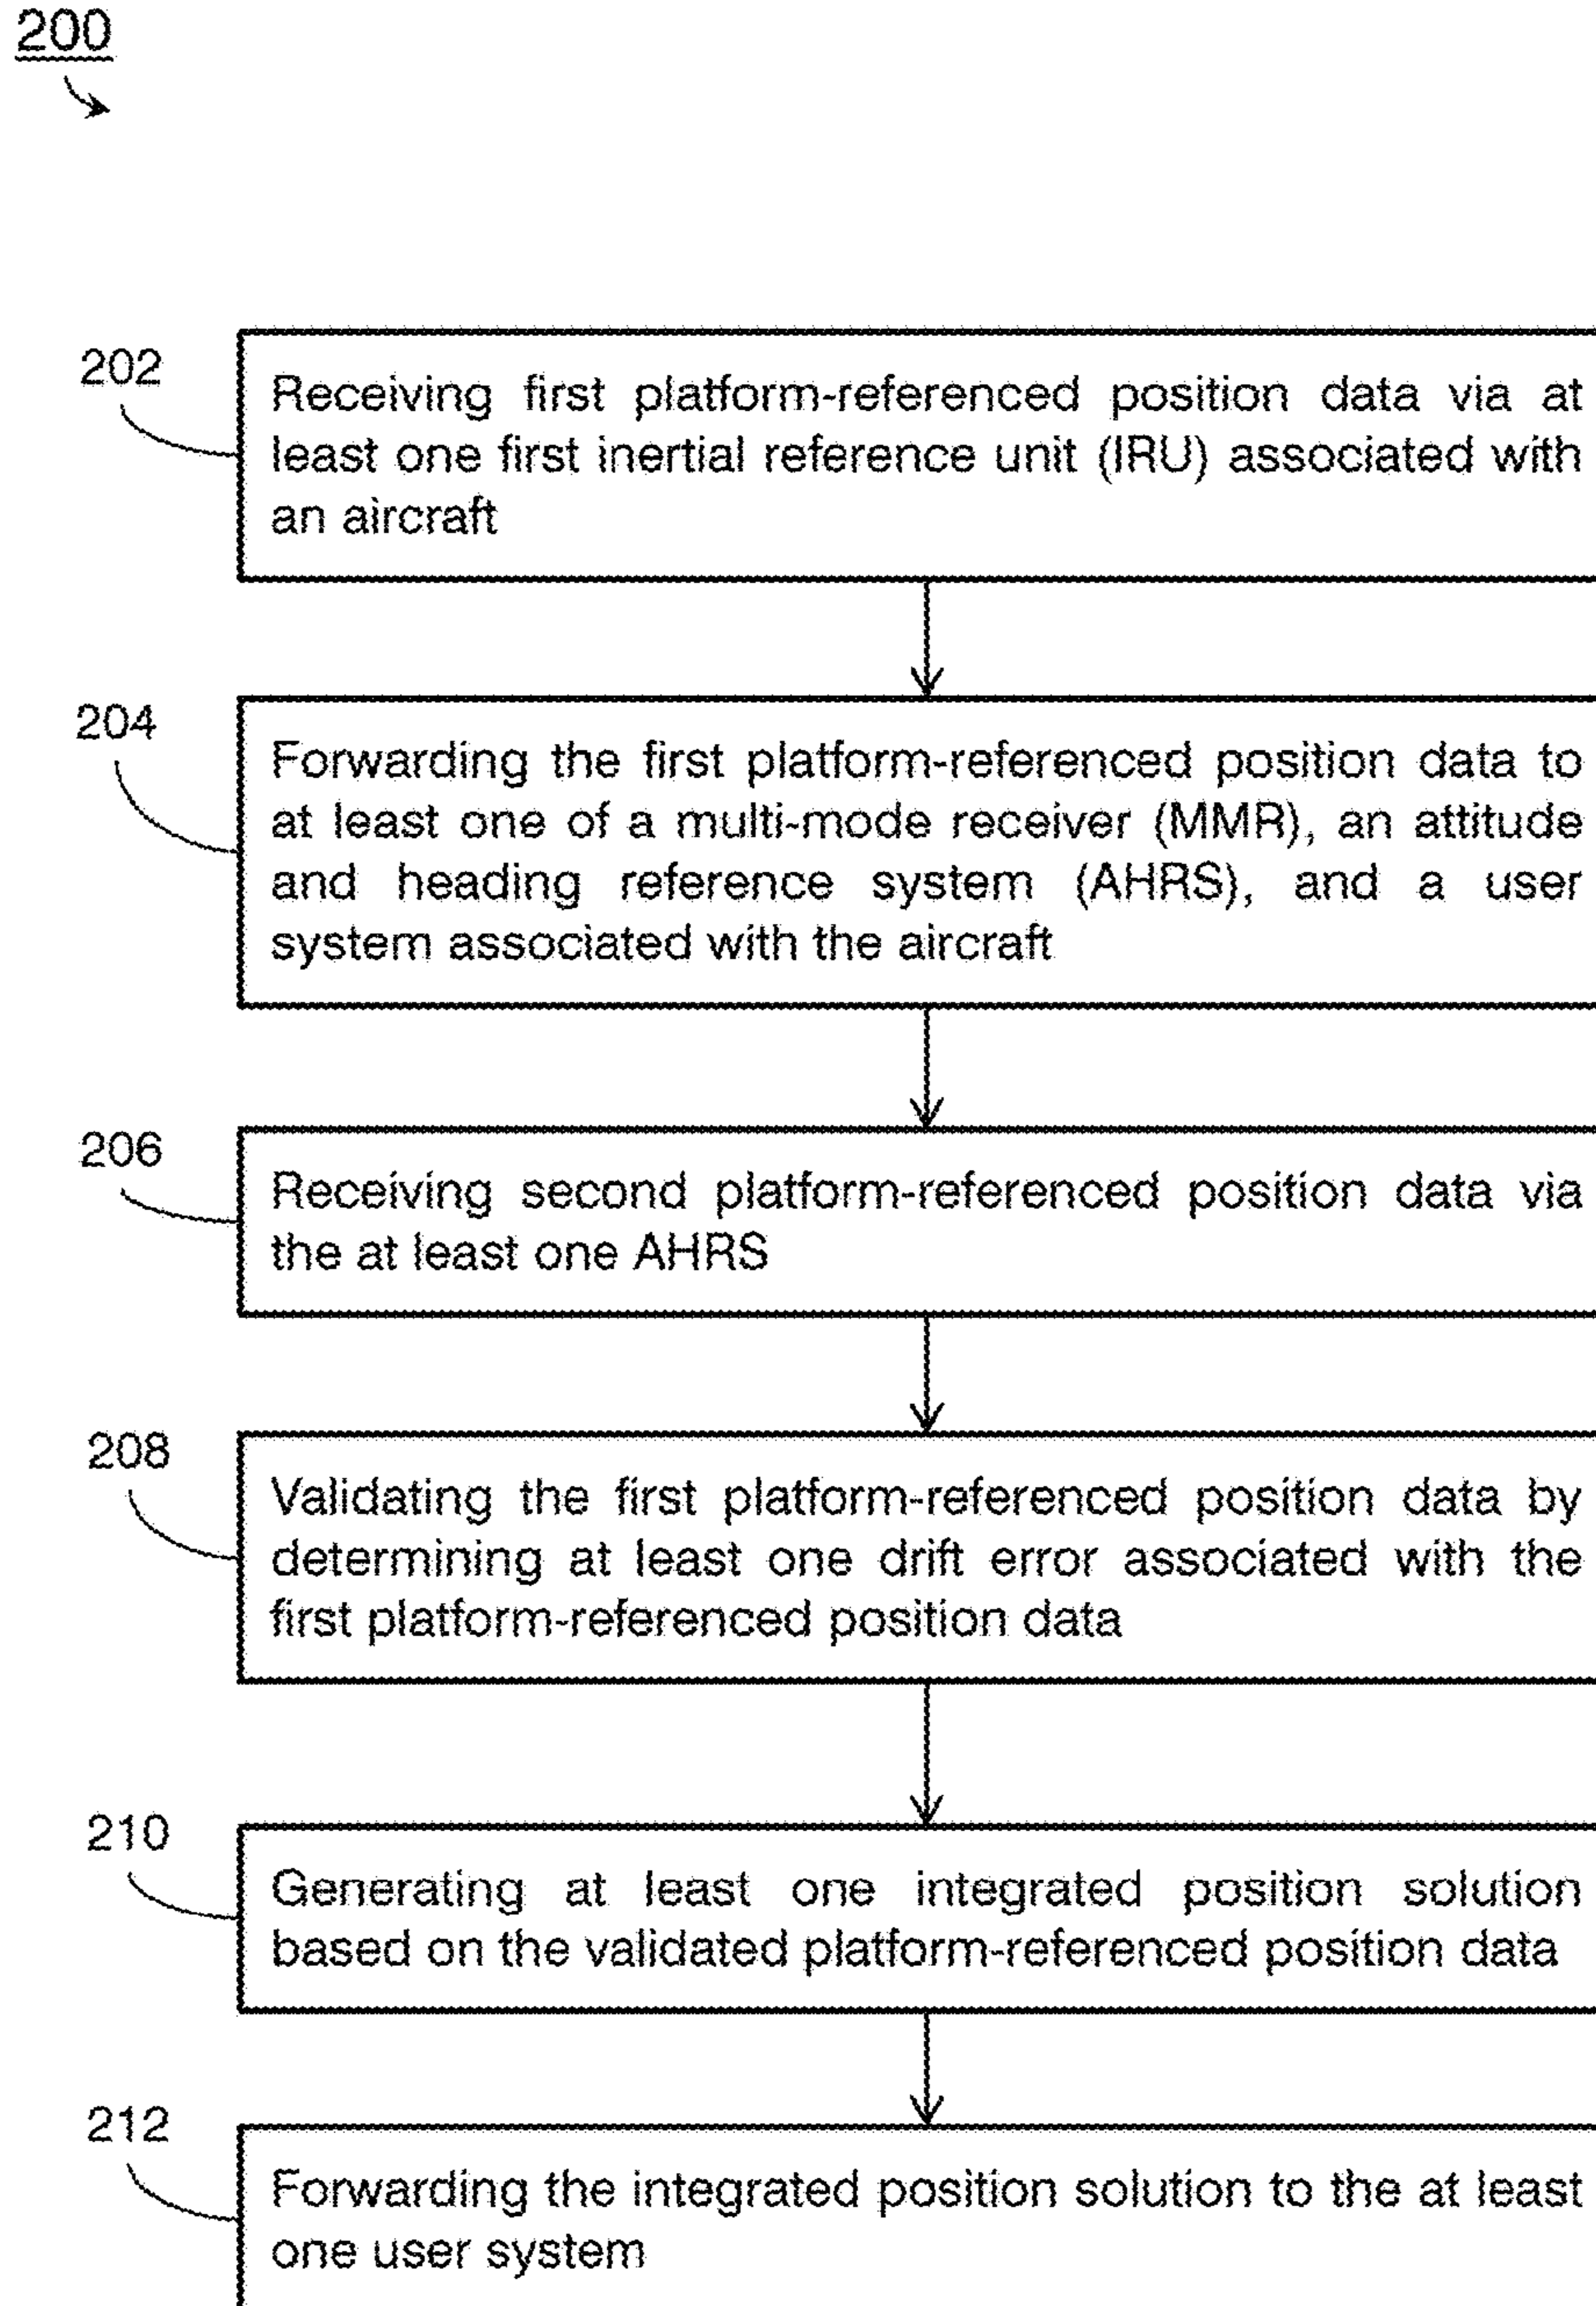 200
202
Receiving first platform-referenced position data via at
least one first inertial reference unit (IRU) associated with
an aircraft
204
Forwarding the first platform-referenced position data to
at least one of a multi-mode receiver (MMR), an attitude
and heading reference system (AHRS), and a user
system associated with the aircraft
206
Receiving second platform-referenced position data via
the at least one AHRS
208
Validating the first platform-referenced position data by
determining at least one drift error associated with the
first platform-referenced position data
210
Generating at least one integrated position solution
based on the validated platform-referenced position data
212
Forwarding the integrated position solution to the at least
one user system